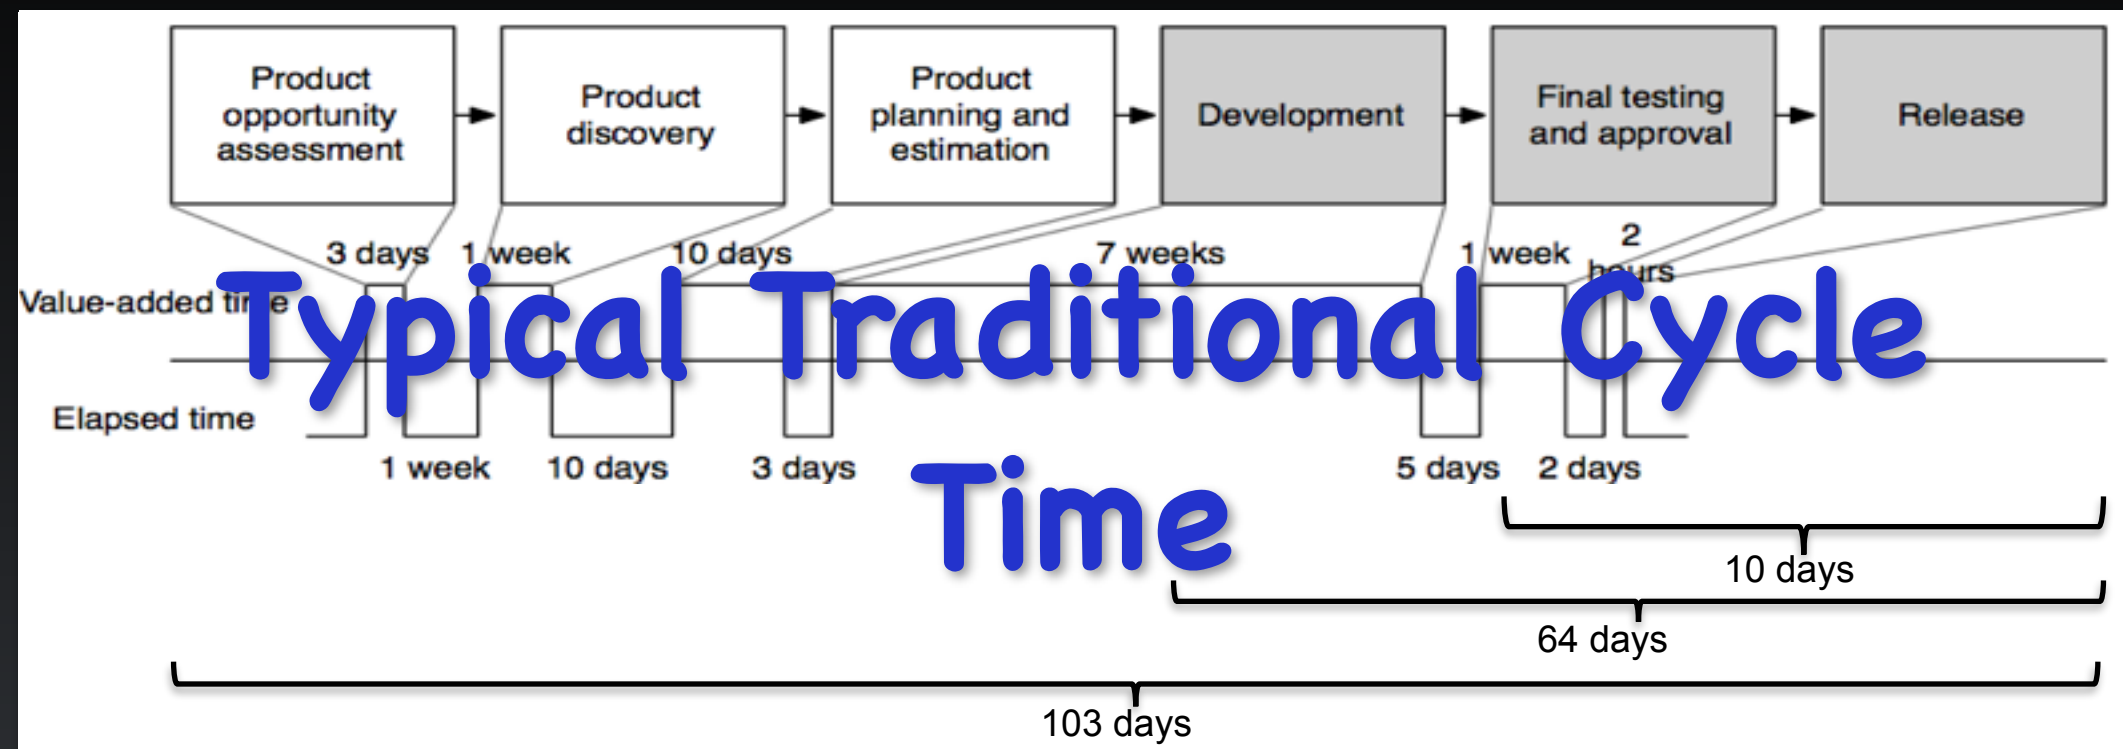 Product
opportunity
assessment
Product
discovery
Product
planning and
estimation
Development
Final testing
and approval
Release
3 days
1 week
10 days
7 weeks
1 week
2
hours
Value-added time
Typical Traditional Cycle
Time
Elapsed time
1 week
10 days
3 days
5 days
2 days
10 days
64 days
103 days